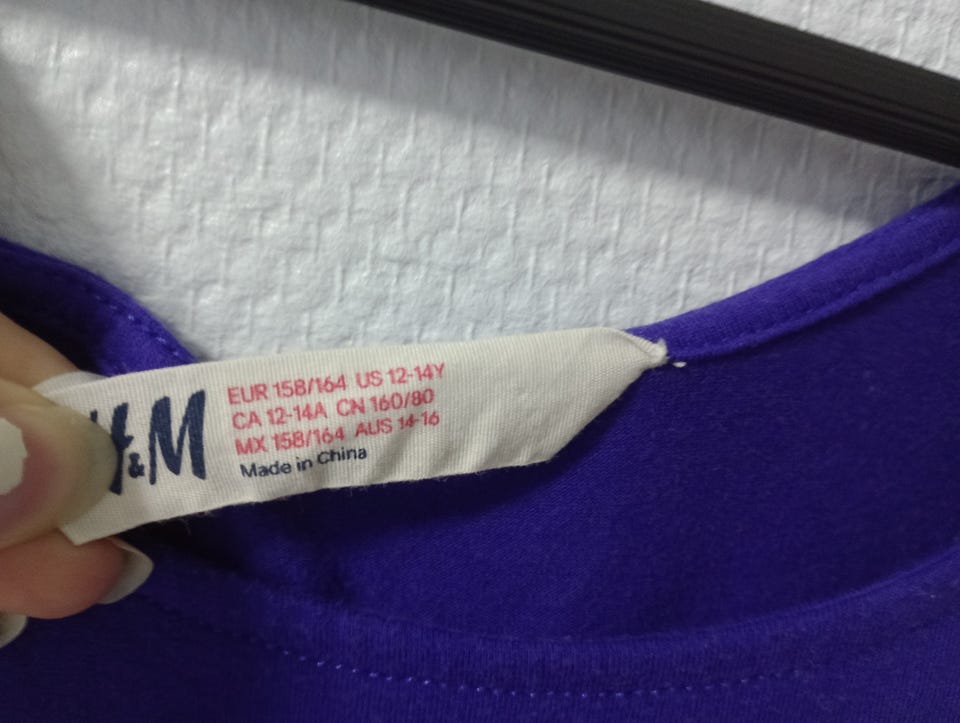 H&M
EUR 158/164 US 12-14Y
CA 12-14A CN 160/80
MX 158/164 AUS 14-16
Made in China